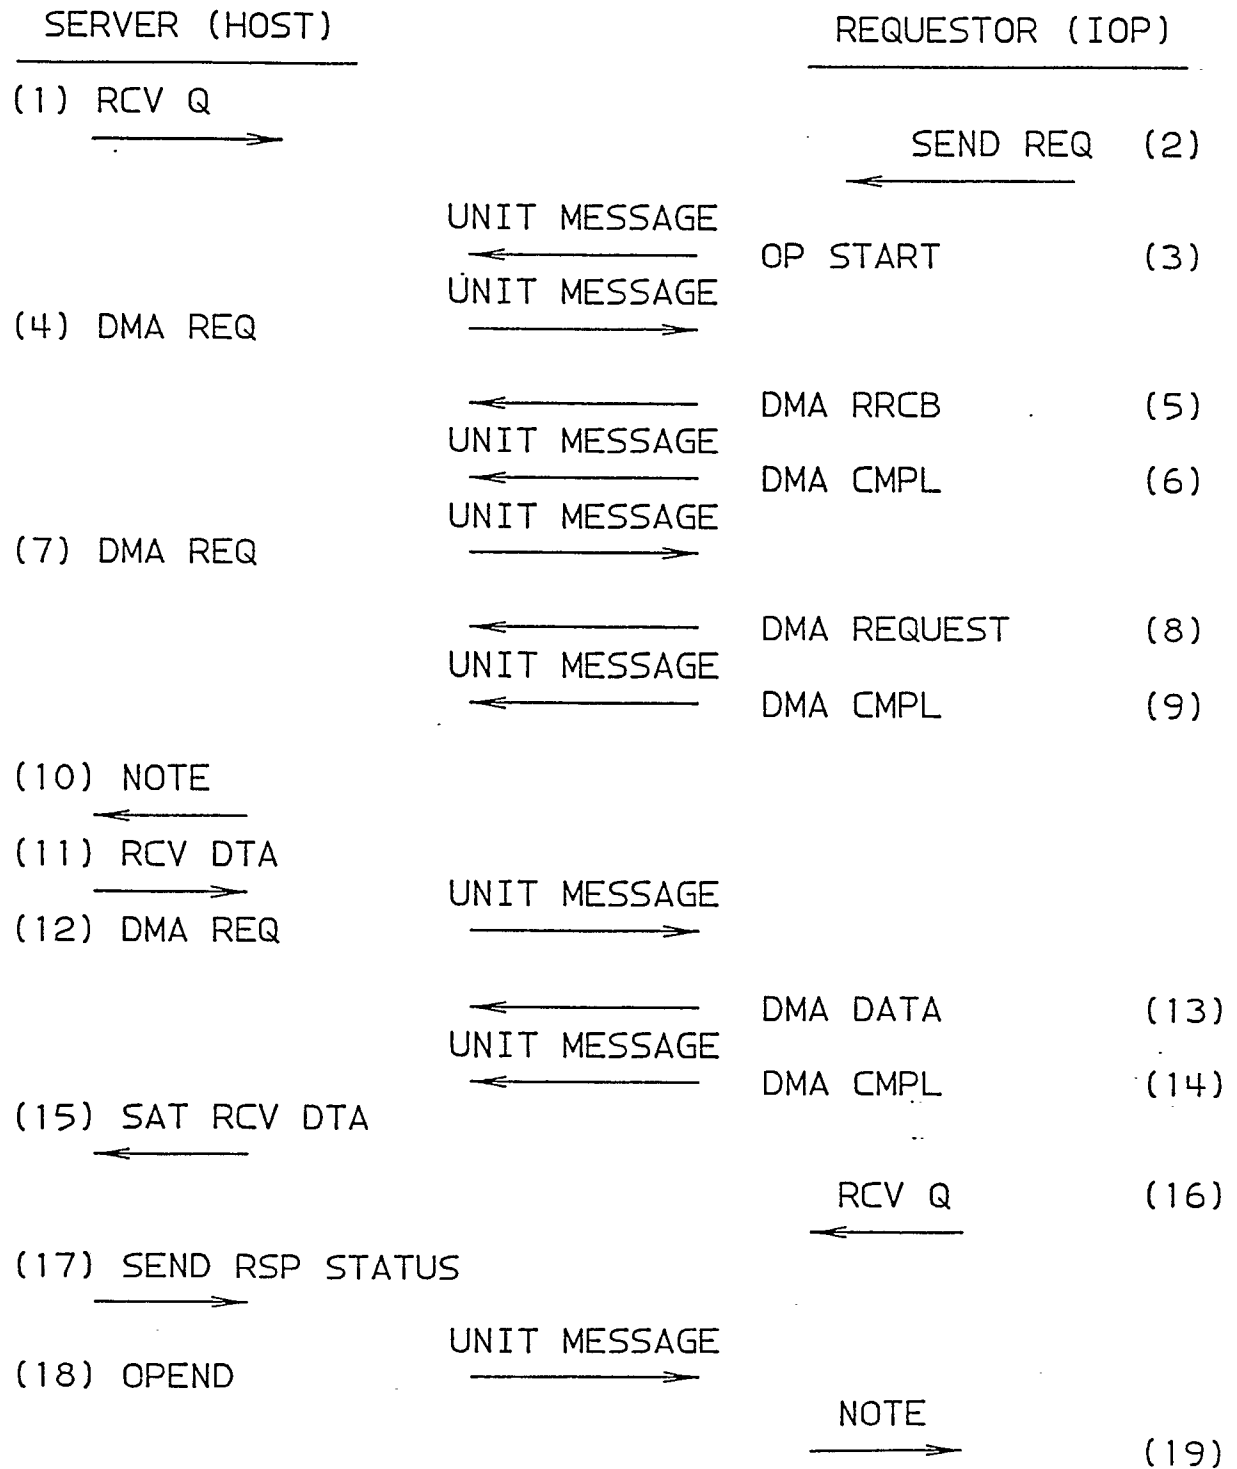 SERVER (HOST) REQUESTOR (IOP)
(1) RCV Q
SEND REQ (2)
UNIT MESSAGE
OP START (3)
UNIT MESSAGE
(4) DMA REQ
DMA RRCB (5)
UNIT MESSAGE
DMA CMPL (6)
UNIT MESSAGE
(7) DMA REQ
DMA REQUEST (8)
UNIT MESSAGE
DMA CMPL (9)
(10) NOTE
(11) RCV DTA
UNIT MESSAGE
(12) DMA REQ
DMA DATA (13)
UNIT MESSAGE
DMA CMPL (14)
(15) SAT RCV DTA
RCV Q (16)
(17) SEND RSP STATUS
UNIT MESSAGE
(18) OPEND
NOTE
(19)